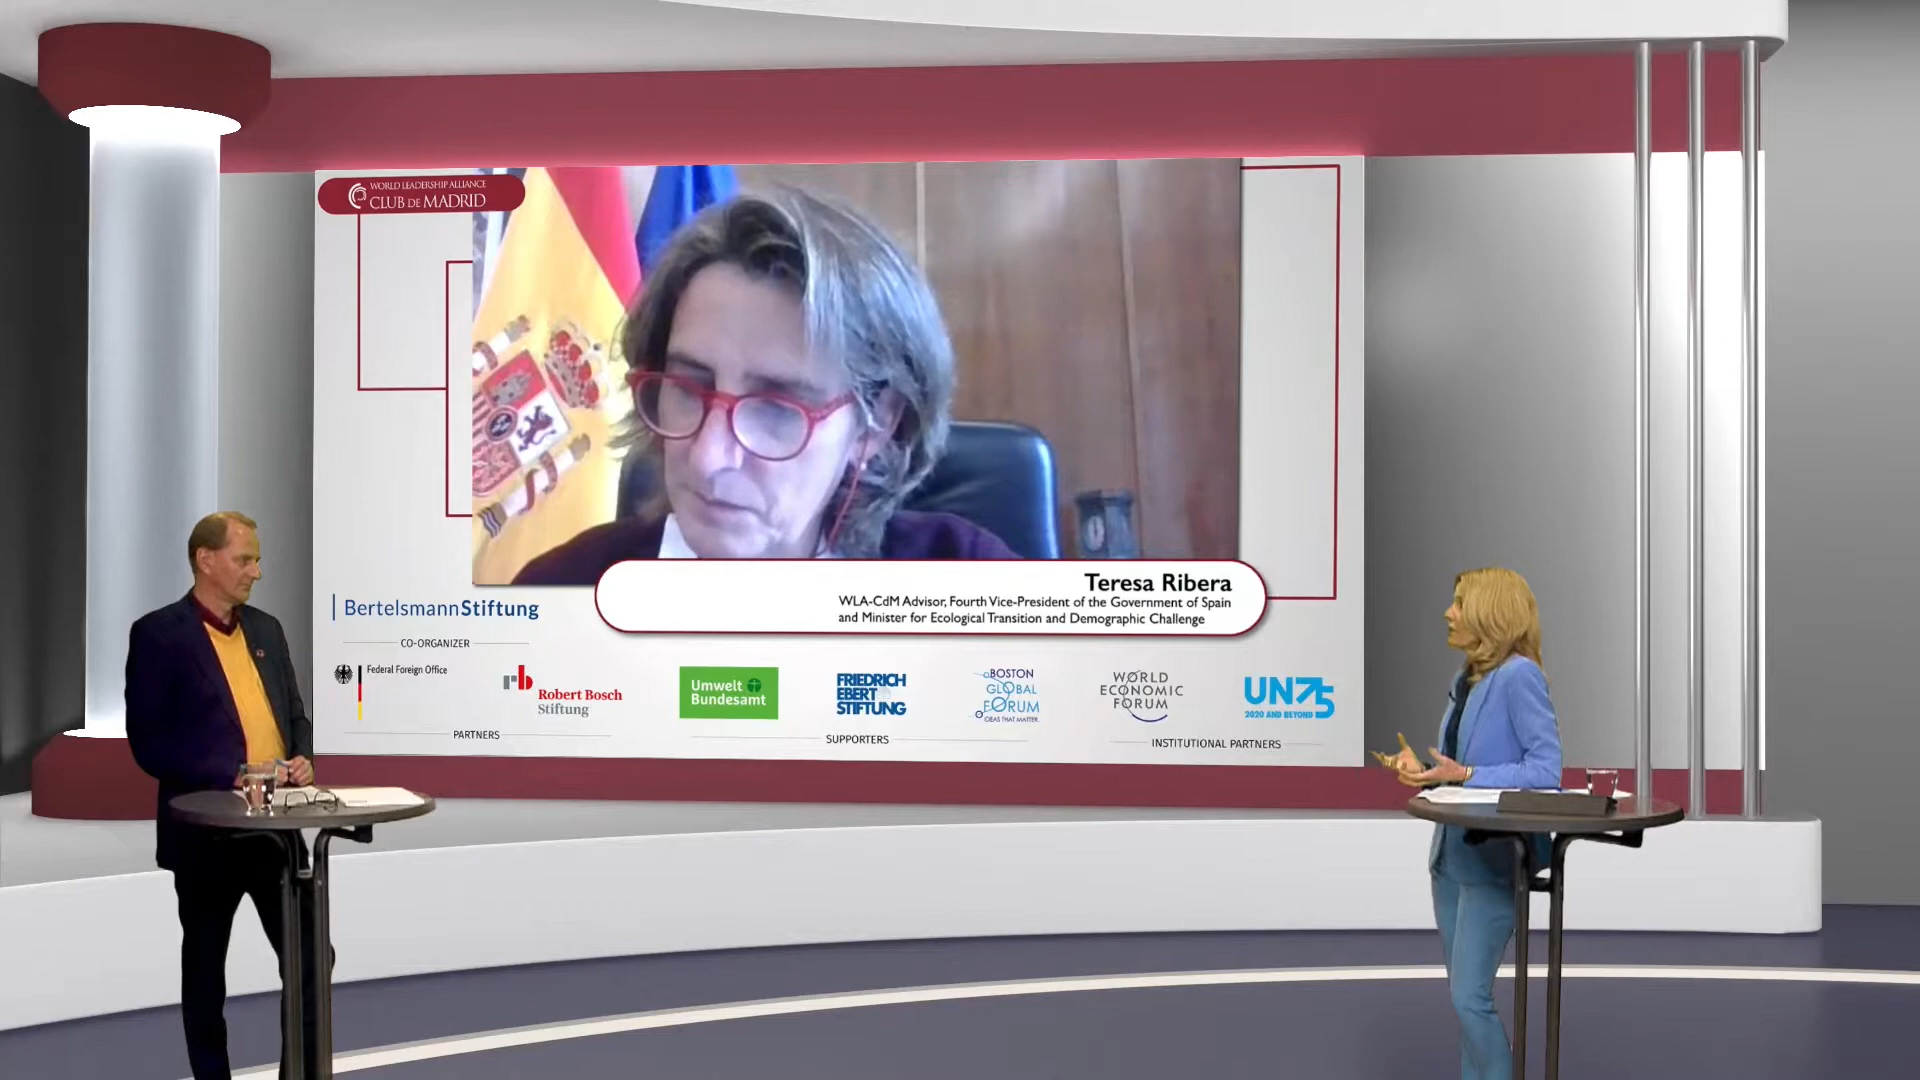 WORLD LEADERSHIP ALLIANCE
CLUB DE MADRID
Teresa Ribera
WLA-CdM Advisor, Fourth Vice-President of the Government of Spain
and Minister for Ecological Transition and Demographic Challenge
BertelsmannStiftung
CO-ORGANIZER
Federal Foreign Office
rb
Robert Bosch
Stiftung
PARTNERS
Umwelt
Bundesamt
FRIEDRICH
EBERT
STIFTUNG
BOSTON
GLOBAL
FORUM
IDEAS THAT MATTER.
SUPPORTERS
WORLD
ECONOMIC
FORUM
UN75
2020 AND BEYOND
INSTITUTIONAL PARTNERS